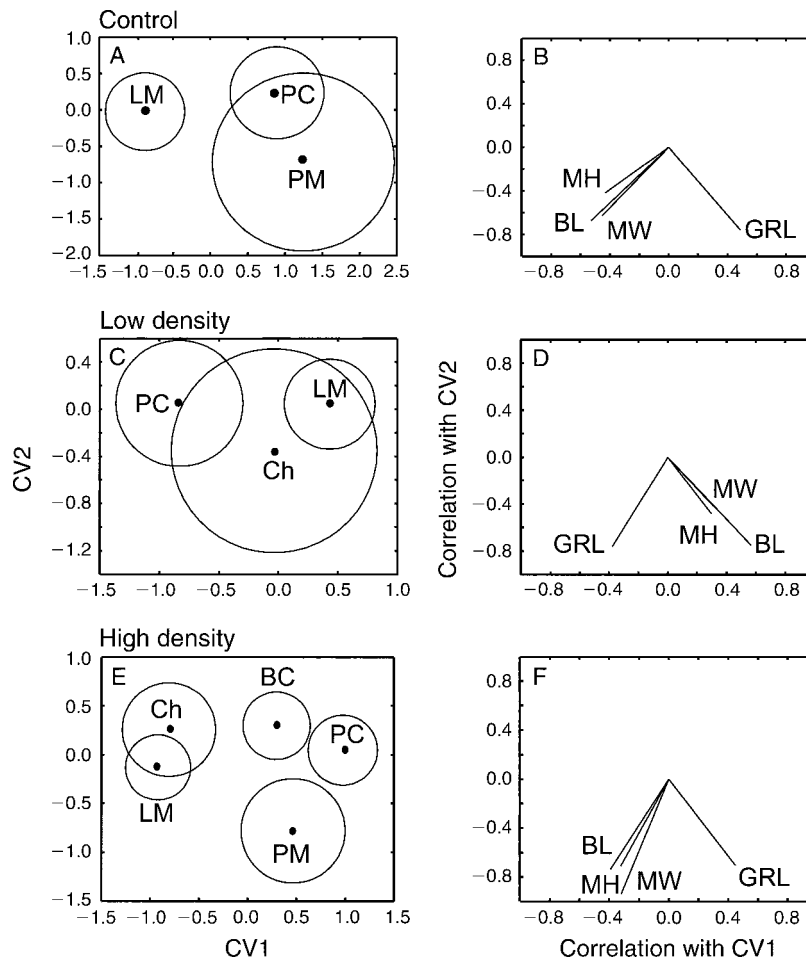 Control
A
LM
PC
PM
1.0
0.5
0.0
−0.5
−1.0
−1.5
−2.0
−1.5 −1.0 −0.5 0.0 0.5 1.0 1.5 2.0 2.5
B
MH
BL
MW
GRL
0.8
0.4
0.0
−0.4
−0.8
−0.8 −0.4 0.0 0.4 0.8
Low density
C
PC
LM
Ch
0.4
0.0
−0.4
−0.8
−1.2
−1.5 −1.0 −0.5 0.0 0.5 1.0
CV2
D
GRL
MW
MH
BL
0.8
0.4
0.0
−0.4
−0.8
−0.8 −0.4 0.0 0.4 0.8
Correlation with CV2
High density
E
Ch
BC
PC
LM
PM
1.0
0.5
0.0
−0.5
−1.0
−1.5
−1.5 −1.0 −0.5 0.0 0.5 1.0 1.5
CV1
F
BL
MH
MW
GRL
0.8
0.4
0.0
−0.4
−0.8
−0.8 −0.4 0.0 0.4 0.8
Correlation with CV1